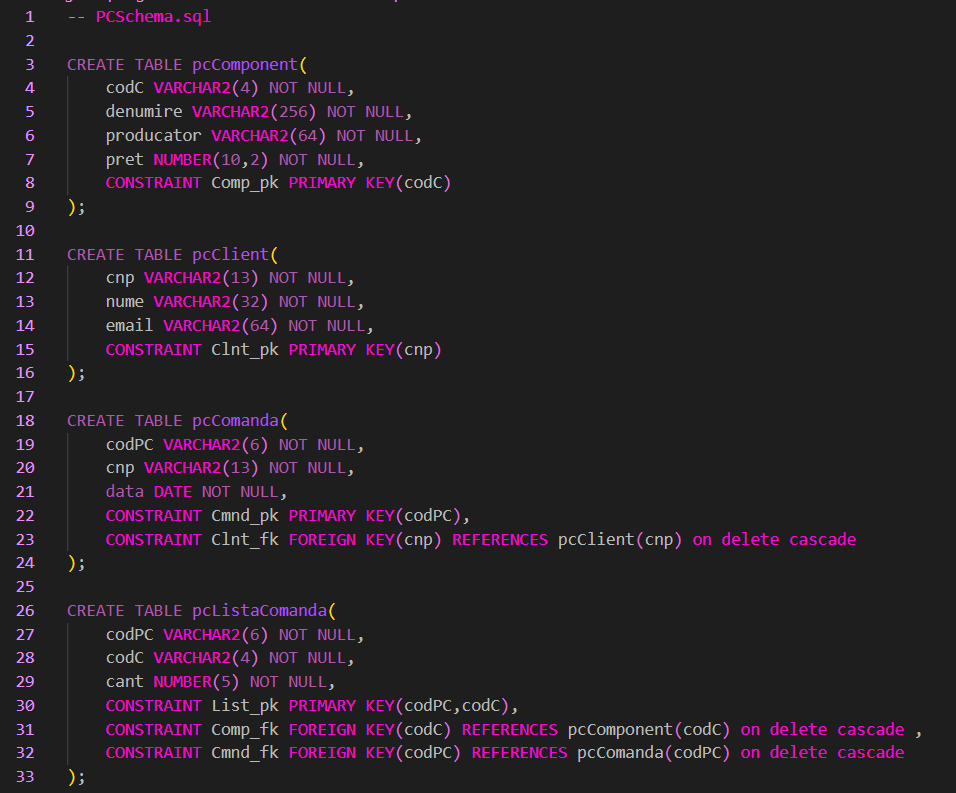 1 -- PCSchema.sql
2
3 CREATE TABLE pcComponent(
4 codC VARCHAR2(4) NOT NULL,
5 denumire VARCHAR2(256) NOT NULL,
6 producator VARCHAR2(64) NOT NULL,
7 pret NUMBER(10,2) NOT NULL,
8 CONSTRAINT Comp_pk PRIMARY KEY(codC)
9 );
10
11 CREATE TABLE pcClient(
12 cnp VARCHAR2(13) NOT NULL,
13 nume VARCHAR2(32) NOT NULL,
14 email VARCHAR2(64) NOT NULL,
15 CONSTRAINT Clnt_pk PRIMARY KEY(cnp)
16 );
17
18 CREATE TABLE pcComanda(
19 codPC VARCHAR2(6) NOT NULL,
20 cnp VARCHAR2(13) NOT NULL,
21 data DATE NOT NULL,
22 CONSTRAINT Cmnd_pk PRIMARY KEY(codPC),
23 CONSTRAINT Clnt_fk FOREIGN KEY(cnp) REFERENCES pcClient(cnp) on delete cascade
24 );
25
26 CREATE TABLE pcListaComanda(
27 codPC VARCHAR2(6) NOT NULL,
28 codC VARCHAR2(4) NOT NULL,
29 cant NUMBER(5) NOT NULL,
30 CONSTRAINT List_pk PRIMARY KEY(codPC,codC),
31 CONSTRAINT Comp_fk FOREIGN KEY(codC) REFERENCES pcComponent(codC) on delete cascade ,
32 CONSTRAINT Cmnd_fk FOREIGN KEY(codPC) REFERENCES pcComanda(codPC) on delete cascade
33 );